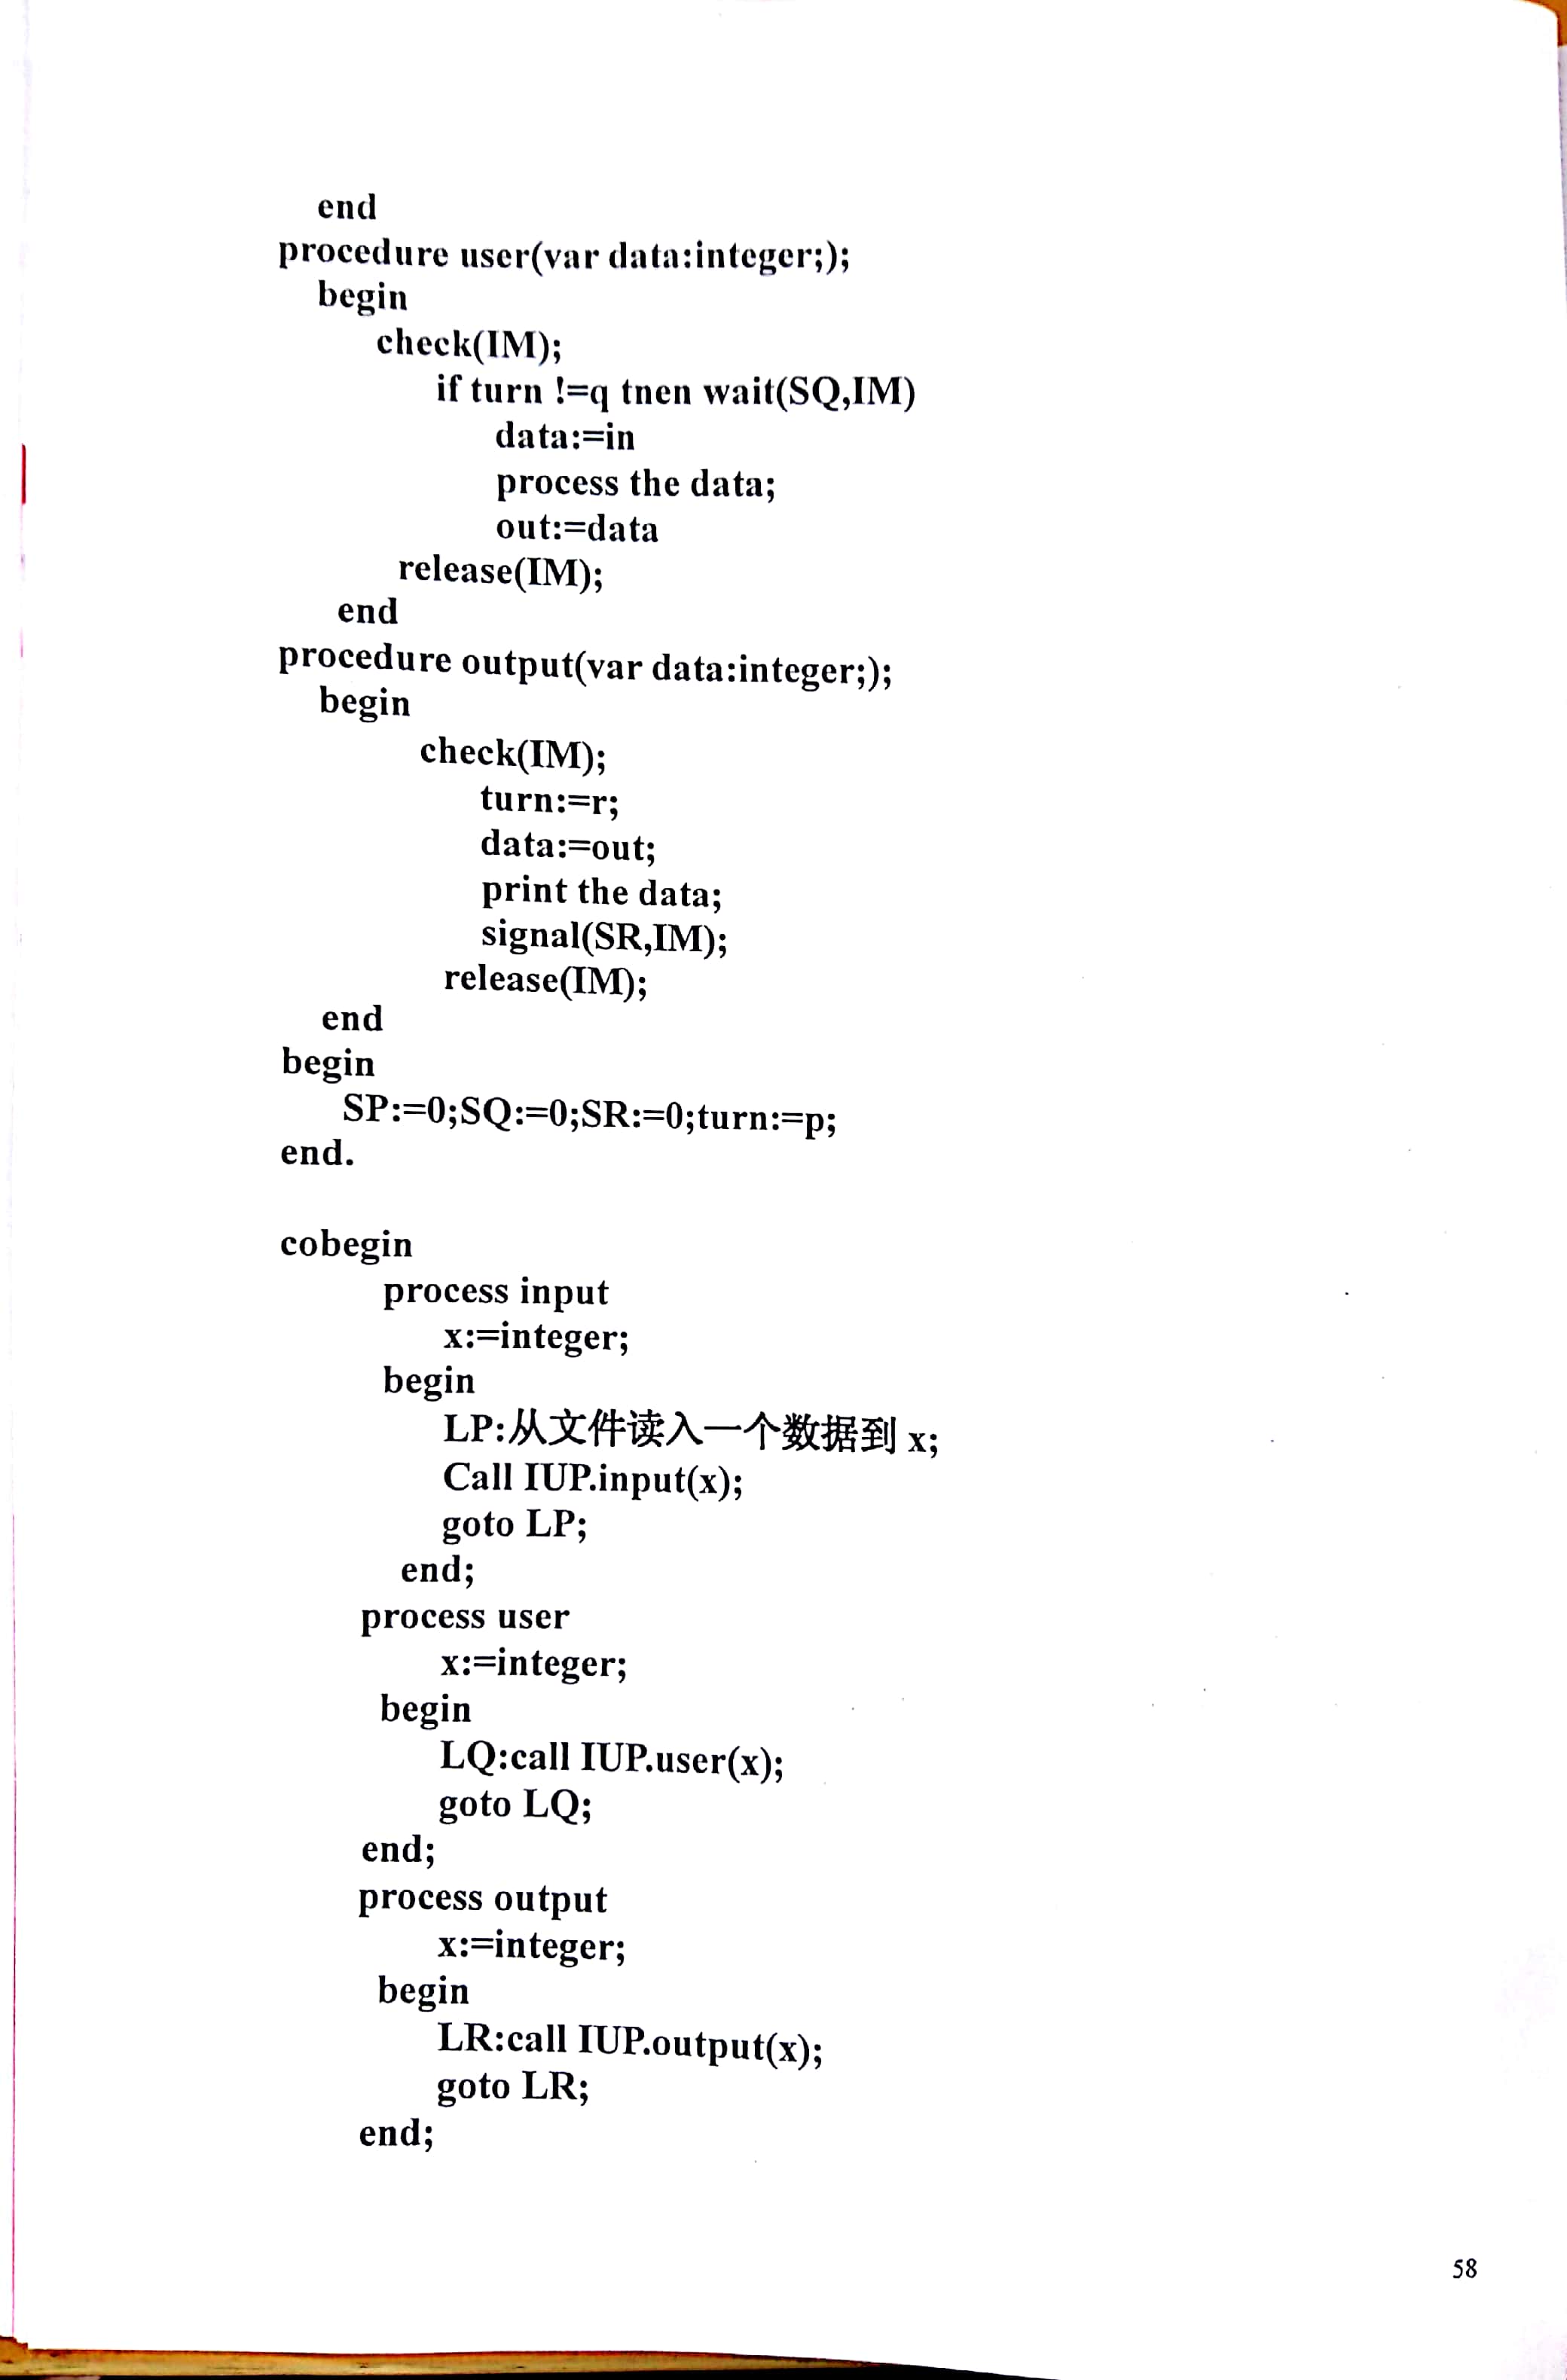 end
procedure user(var data:integer;);
begin
check(IM);
if turn !=q tnen wait(SQ,IM)
data:=in
process the data;
out:=data
release(IM);
end
procedure output(var data:integer;);
begin
check(IM);
turn:=r;
data:=out;
print the data;
signal(SR,IM);
release(IM);
end
begin
SP:=0;SQ:=0;SR:=0;turn:=p;
end.
cobegin
process input
x:=integer;
begin
LP:从文件读入一个数据到 x;
Call IUP.input(x);
goto LP;
end;
process user
x:=integer;
begin
LQ:call IUP.user(x);
goto LQ;
end;
process output
x:=integer;
begin
LR:call IUP.output(x);
goto LR;
end;
58